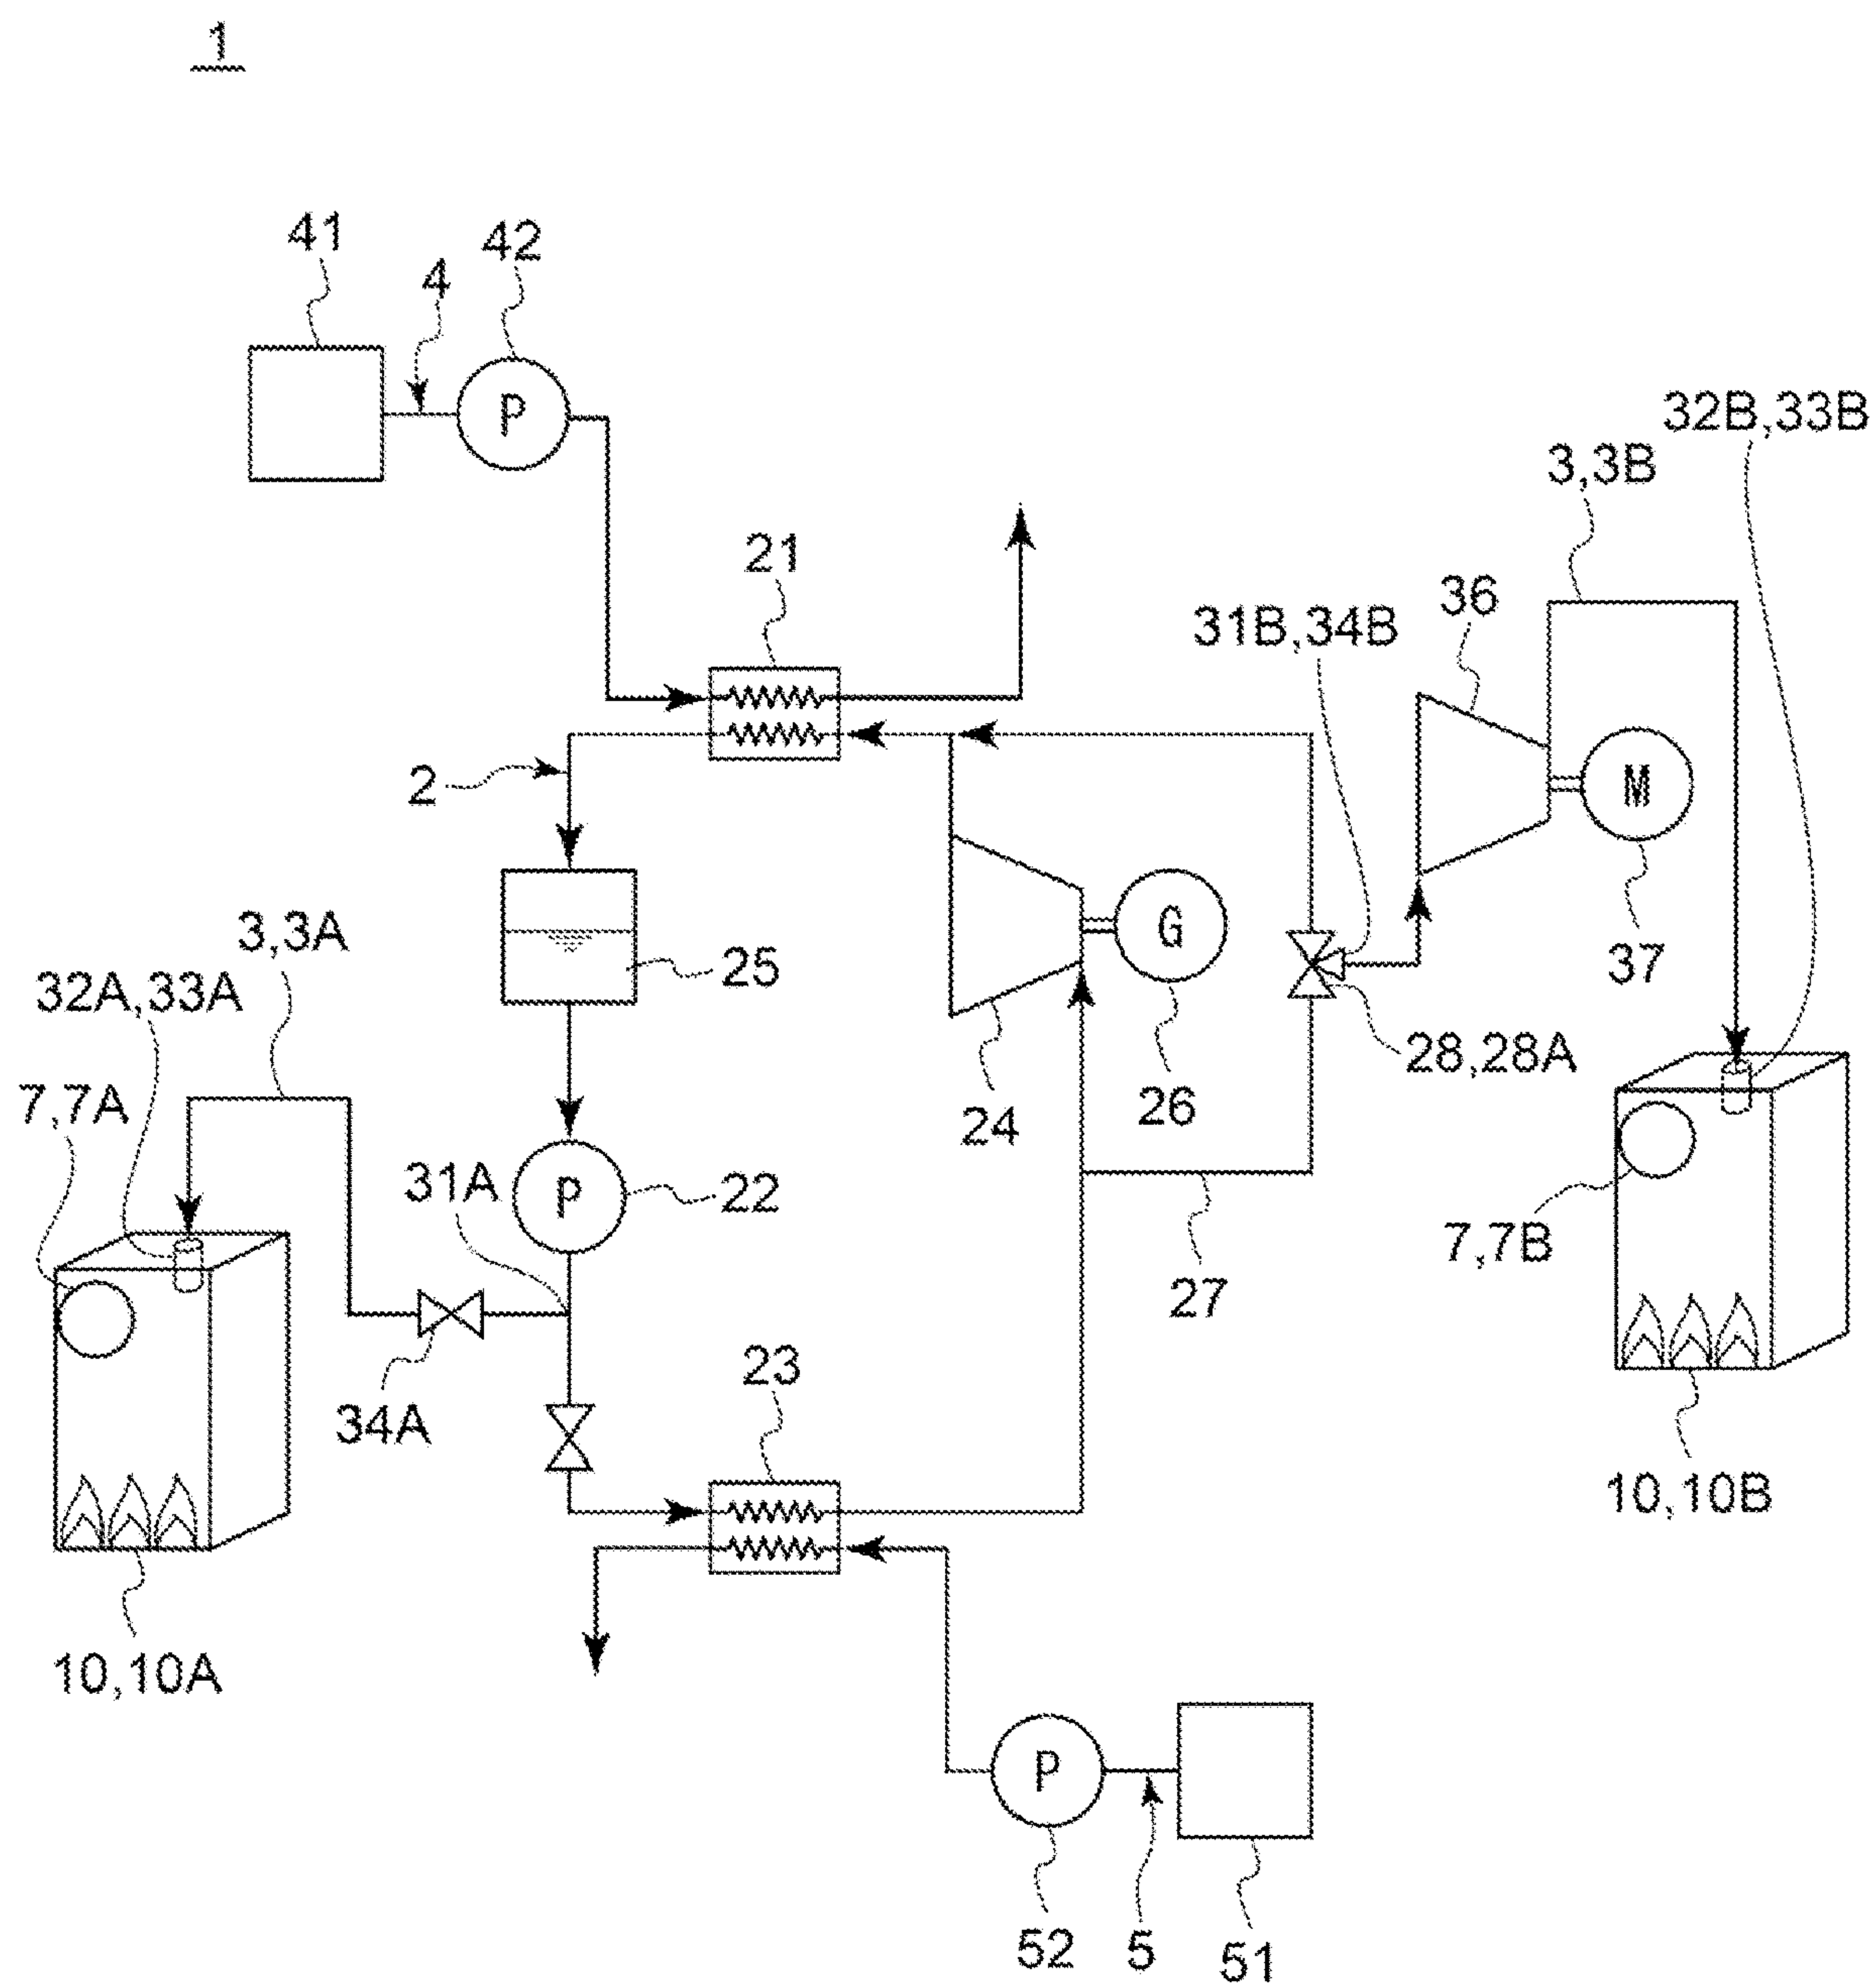 1
41
4
42
P
32B,33B
3,3B
21
36
31B,34B
M
2
37
G
3,3A
25
32A,33A
28,28A
26
24
7,7A
31A
P
22
7,7B
27
23
34A
10,10B
10,10A
P
52
5
51